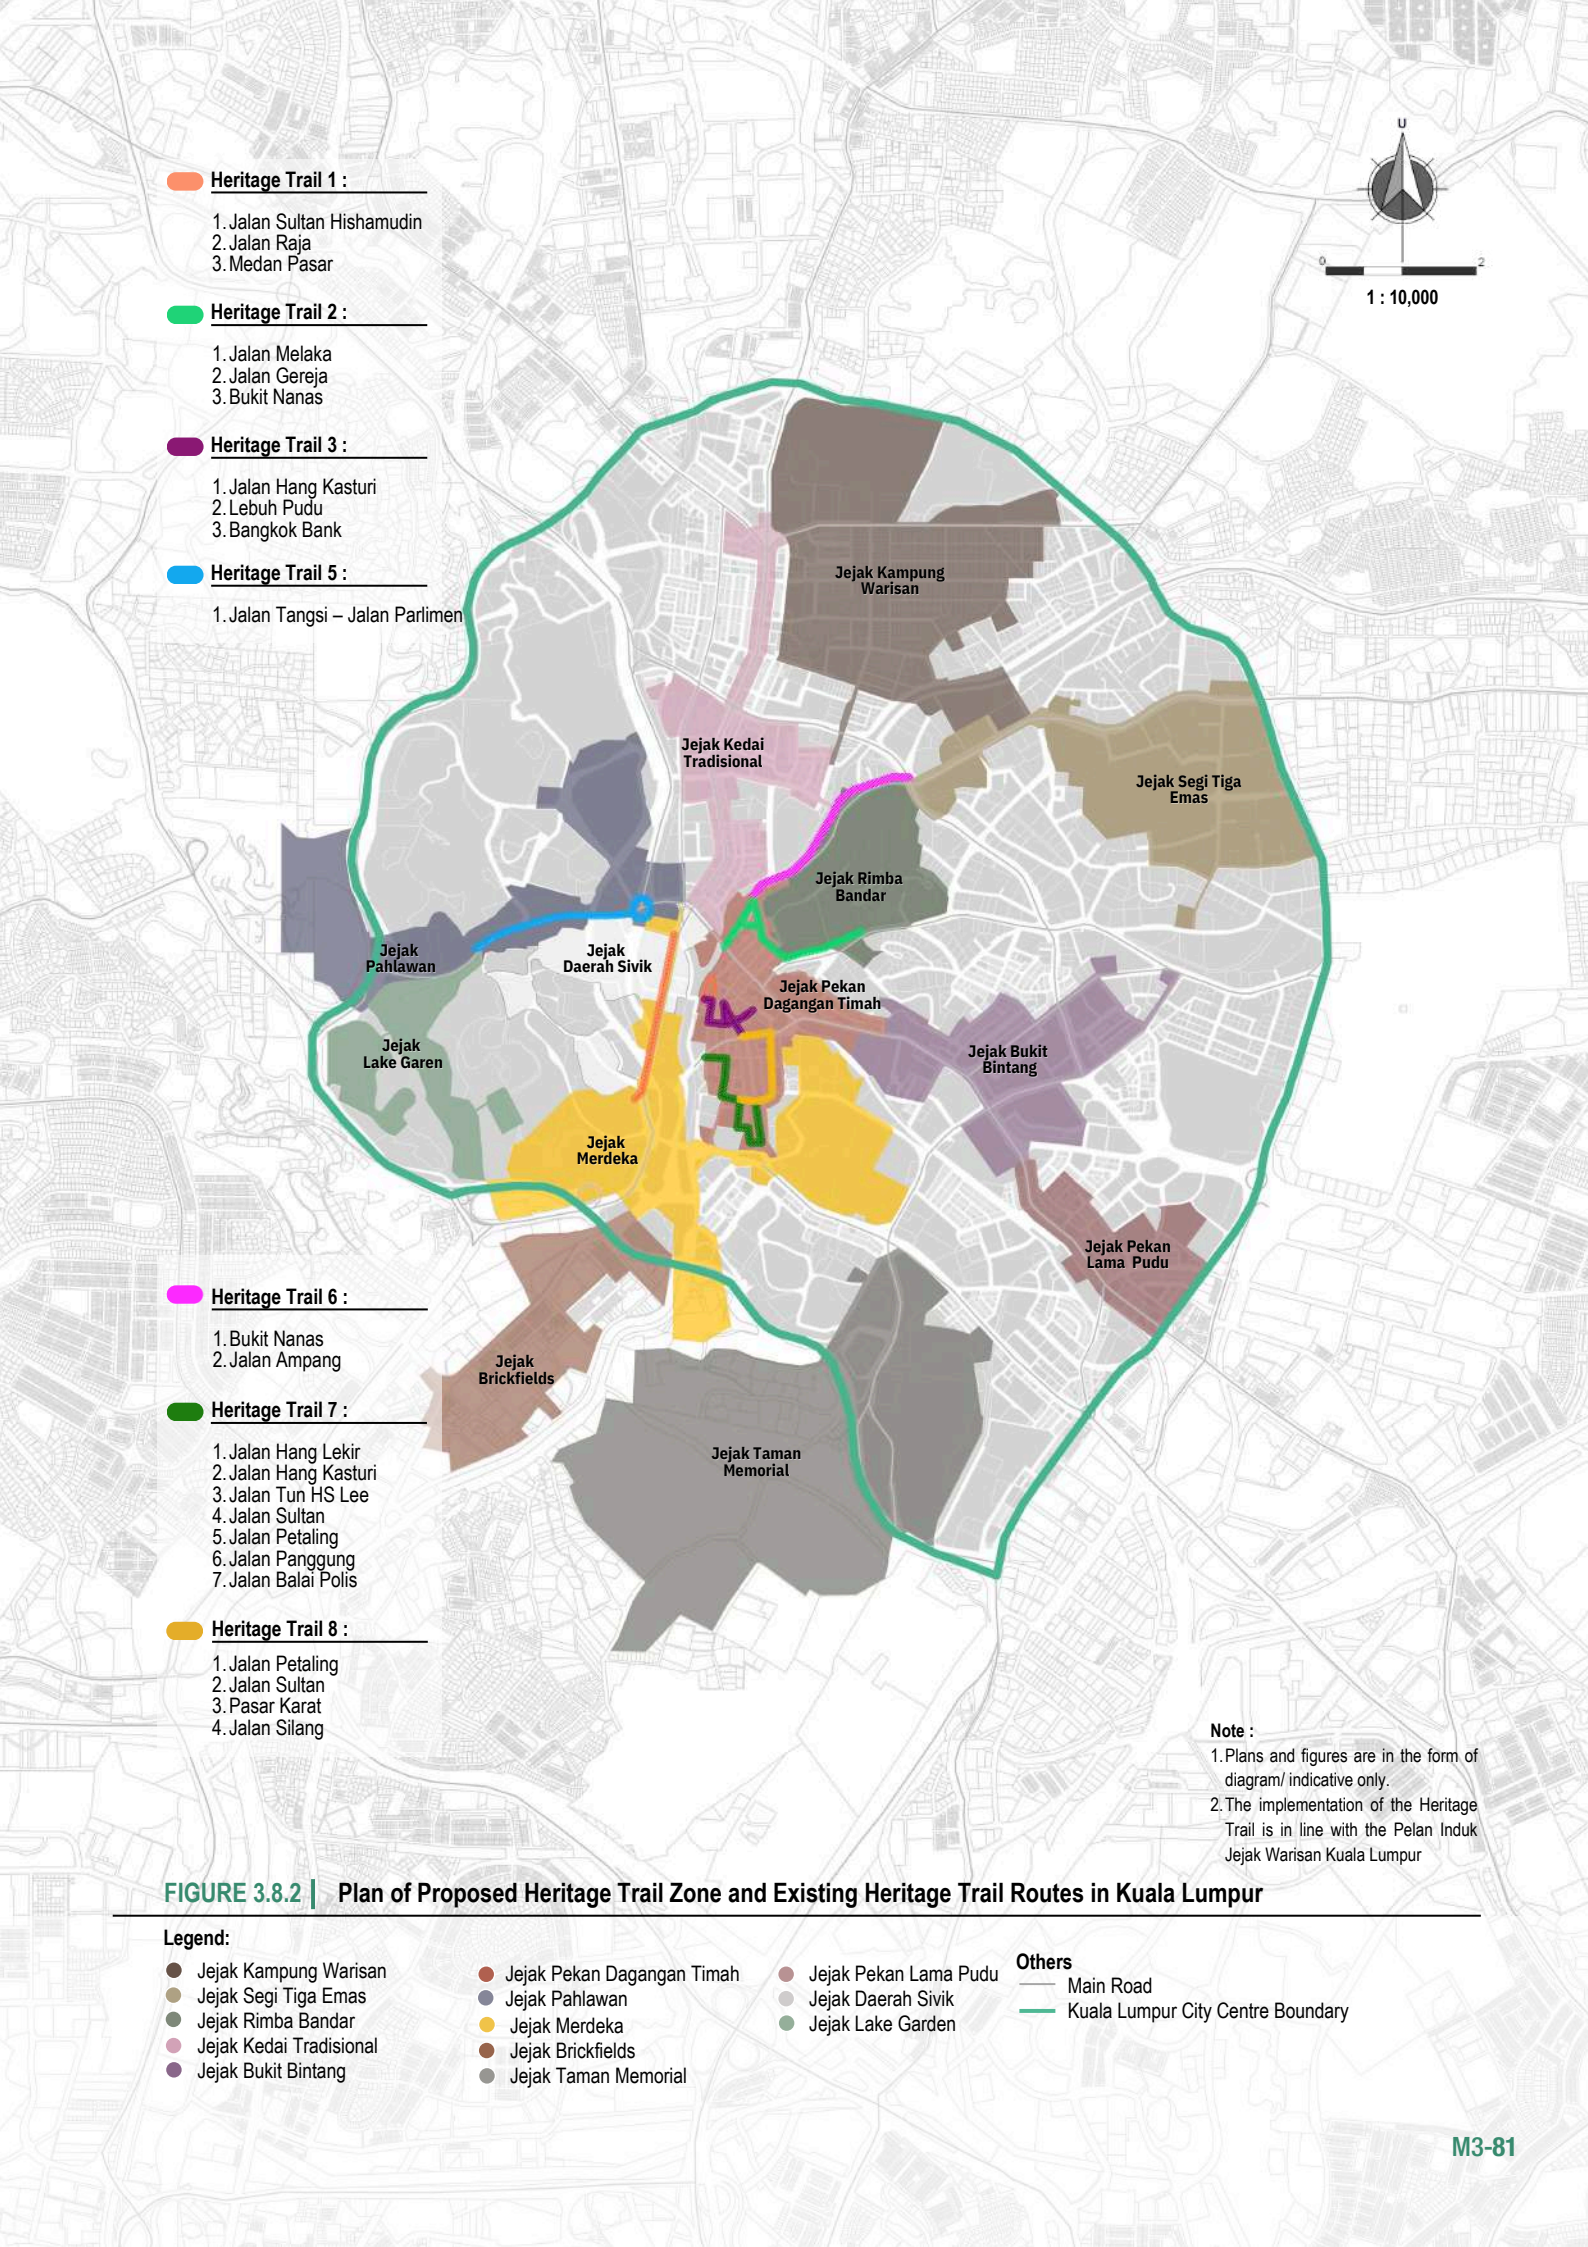 U
0 2
1 : 10,000
Heritage Trail 1 :
1. Jalan Sultan Hishamudin
2. Jalan Raja
3. Medan Pasar
Heritage Trail 2 :
1. Jalan Melaka
2. Jalan Gereja
3. Bukit Nanas
Heritage Trail 3 :
1. Jalan Hang Kasturi
2. Lebuh Pudu
3. Bangkok Bank
Heritage Trail 5 :
1. Jalan Tangsi – Jalan Parlimen
Jejak Kampung
Warisan
Jejak Kedai
Tradisional
Jejak Segi Tiga
Emas
Jejak Rimba
Bandar
Jejak
Pahlawan
Jejak
Daerah Sivik
Jejak Pekan
Dagangan Timah
Jejak
Lake Garen
Jejak Bukit
Bintang
Jejak
Merdeka
Jejak Pekan
Lama Pudu
Jejak
Brickfields
Jejak Taman
Memorial
Heritage Trail 6 :
1. Bukit Nanas
2. Jalan Ampang
Heritage Trail 7 :
1. Jalan Hang Lekir
2. Jalan Hang Kasturi
3. Jalan Tun HS Lee
4. Jalan Sultan
5. Jalan Petaling
6. Jalan Panggung
7. Jalan Balai Polis
Heritage Trail 8 :
1. Jalan Petaling
2. Jalan Sultan
3. Pasar Karat
4. Jalan Silang
Note :
1. Plans and figures are in the form of
diagram/ indicative only.
2. The implementation of the Heritage
Trail is in line with the Pelan Induk
Jejak Warisan Kuala Lumpur
FIGURE 3.8.2 | Plan of Proposed Heritage Trail Zone and Existing Heritage Trail Routes in Kuala Lumpur
Legend:
Jejak Kampung Warisan
Jejak Segi Tiga Emas
Jejak Rimba Bandar
Jejak Kedai Tradisional
Jejak Bukit Bintang
Jejak Pekan Dagangan Timah
Jejak Pahlawan
Jejak Merdeka
Jejak Brickfields
Jejak Taman Memorial
Jejak Pekan Lama Pudu
Jejak Daerah Sivik
Jejak Lake Garden
Others
Main Road
Kuala Lumpur City Centre Boundary
M3-81